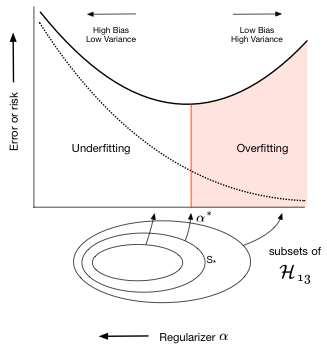 High Bias
Low Variance
Low Bias
High Variance
Error or risk
Underfitting
Overfitting
α*
S*
subsets of
ℋ₁₃
Regularizer α